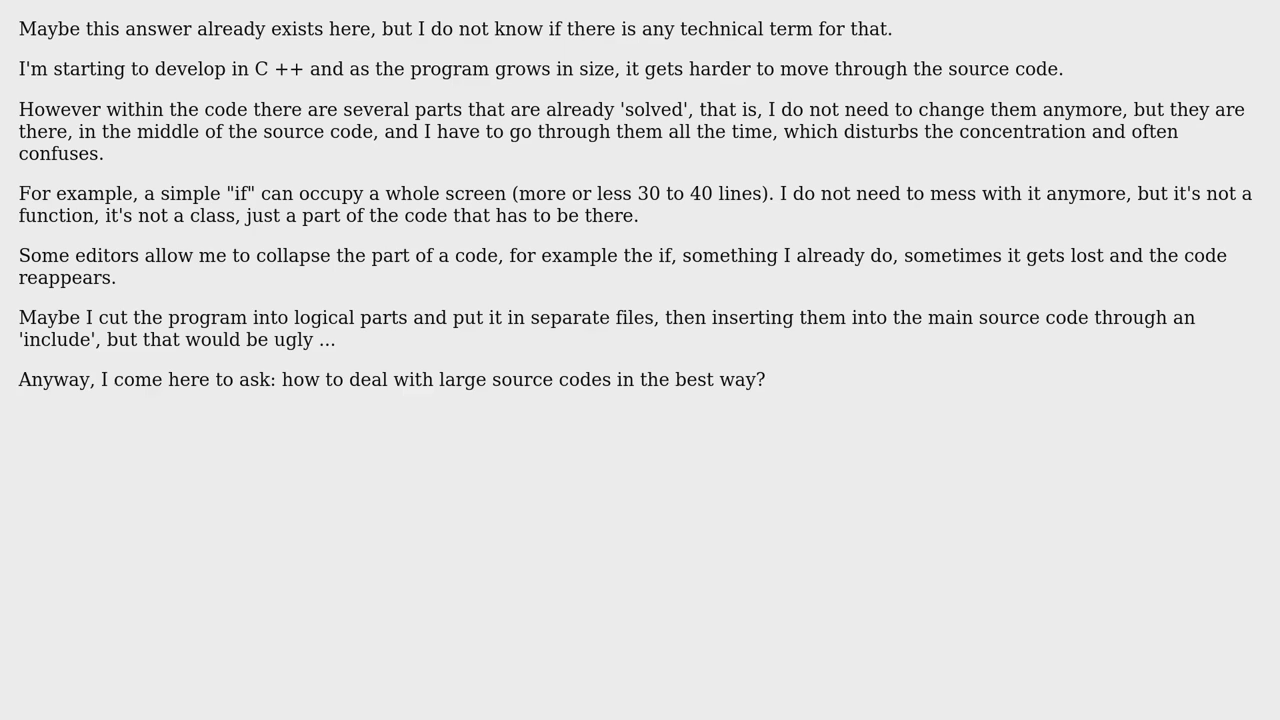 Maybe this answer already exists here, but I do not know if there is any technical term for that.
I'm starting to develop in C ++ and as the program grows in size, it gets harder to move through the source code.
However within the code there are several parts that are already 'solved', that is, I do not need to change them anymore, but they are
there, in the middle of the source code, and I have to go through them all the time, which disturbs the concentration and often
confuses.
For example, a simple "if" can occupy a whole screen (more or less 30 to 40 lines). I do not need to mess with it anymore, but it's not a
function, it's not a class, just a part of the code that has to be there.
Some editors allow me to collapse the part of a code, for example the if, something I already do, sometimes it gets lost and the code
reappears.
Maybe I cut the program into logical parts and put it in separate files, then inserting them into the main source code through an
'include', but that would be ugly ...
Anyway, I come here to ask: how to deal with large source codes in the best way?